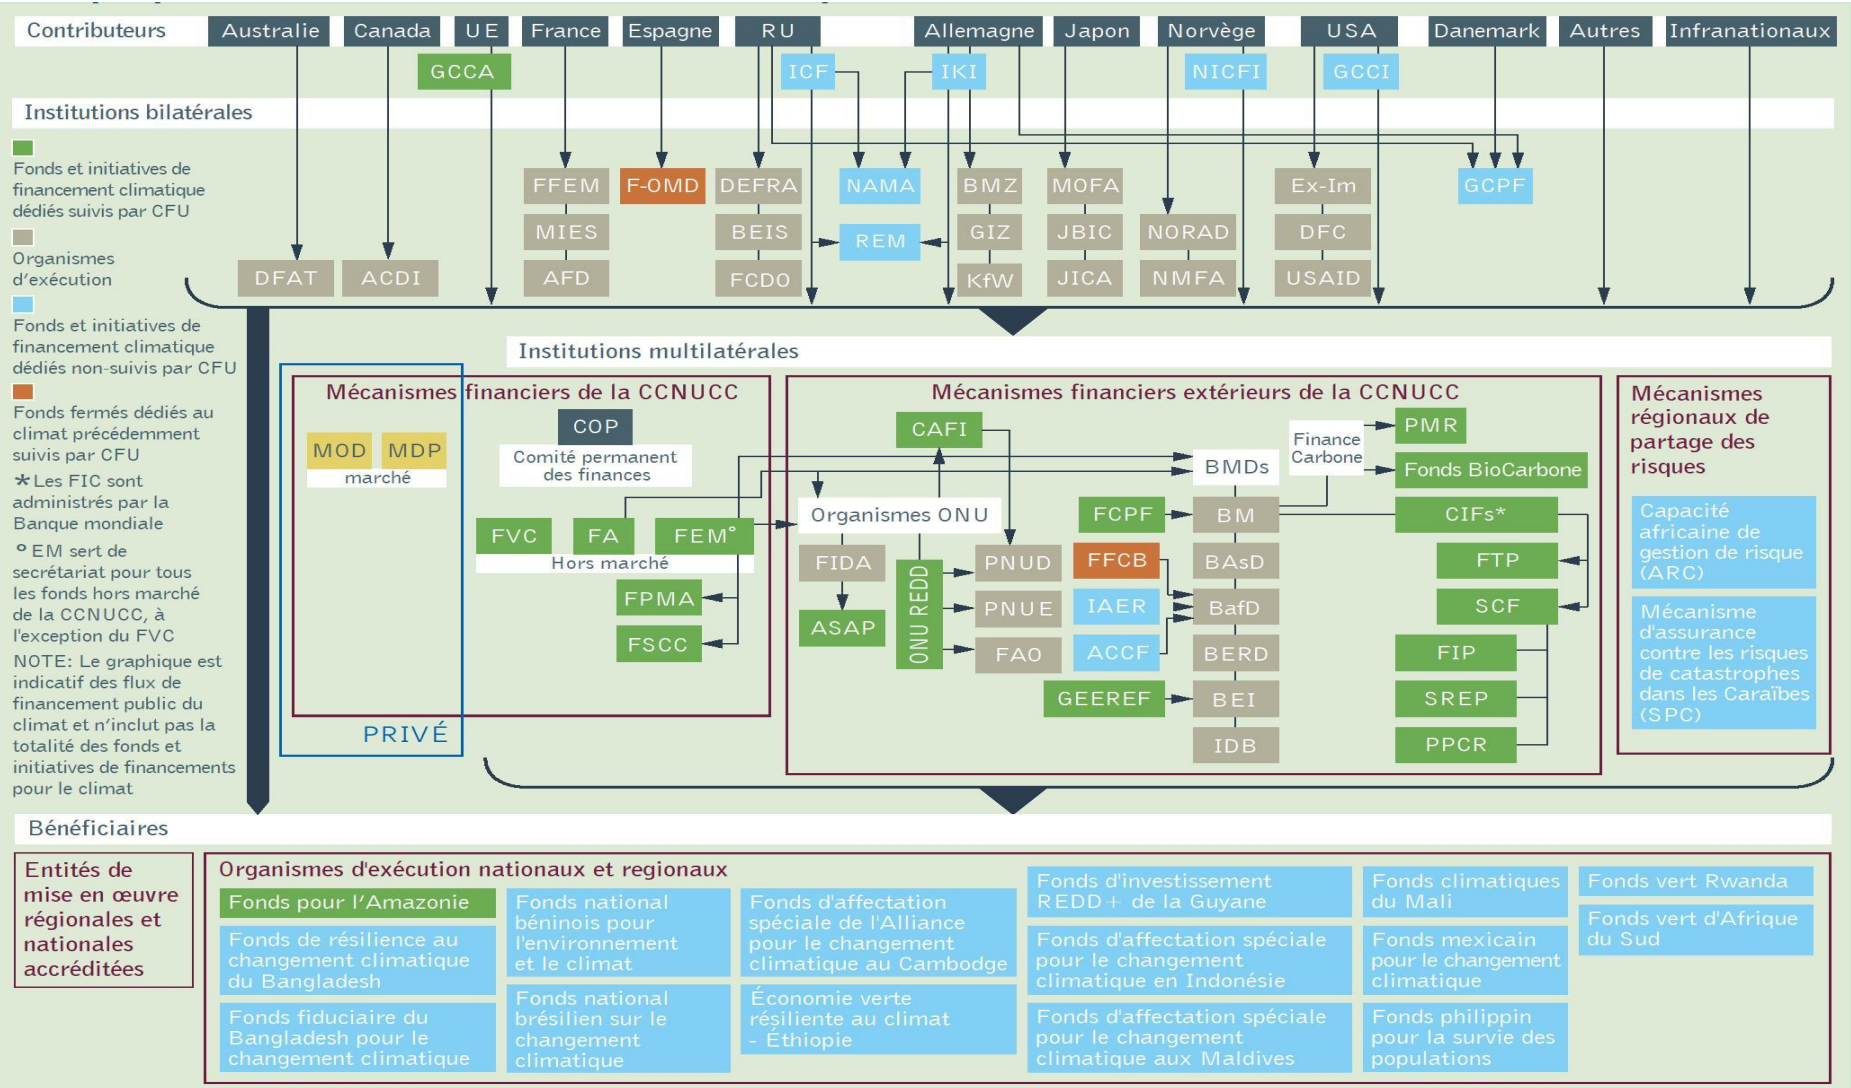 Contributeurs
Australie
Canada
UE
France
Espagne
RU
Allemagne
Japon
Norvège
USA
Danemark
Autres
Infranationaux
GCCA
ICF
IKI
NICFI
GCCI
Institutions bilatérales
Fonds et initiatives de
financement climatique
dédiés suivis par CFU
Organismes
d'exécution
Fonds et initiatives de
financement climatique
dédiés non-suivis par CFU
Fonds fermés dédiés au
climat précédemment
suivis par CFU
*Les FIC sont
administrés par la
Banque mondiale
° EM sert de
secrétariat pour tous
les fonds hors marché
de la CCNUCC, à
l'exception du FVC
NOTE: Le graphique est
indicatif des flux de
financement public du
climat et n'inclut pas la
totalité des fonds et
initiatives de financements
pour le climat
FFEM
F-OMD
DEFRA
NAMA
BMZ
MOFA
Ex-Im
GCPF
MIES
BEIS
REM
GIZ
JBIC
NORAD
DFC
DFAT
ACDI
AFD
FCDO
KfW
JICA
NMFA
USAID
Institutions multilatérales
Mécanismes financiers de la CCNUCC
MOD
MDP
marché
COP
Comité permanent
des finances
FVC
FA
FEM°
Hors marché
FPMA
FSCC
PRIVÉ
Mécanismes financiers extérieurs de la CCNUCC
CAFI
Organismes ONU
FIDA
ASAP
ONU REDD
PNUD
PNUE
FAO
FCPF
FFCB
IAER
ACCF
GEEREF
BMDs
BM
BAsD
BafD
BERD
BEI
IDB
Finance
Carbone
PMR
Fonds BioCarbone
CIFs*
FTP
SCF
FIP
SREP
PPCR
Mécanismes
régionaux de
partage des
risques
Capacité
africaine de
gestion de risque
(ARC)
Mécanisme
d'assurance
contre les risques
de catastrophes
dans les Caraïbes
(SPC)
Bénéficiaires
Entités de
mise en œuvre
régionales et
nationales
accréditées
Organismes d'exécution nationaux et regionaux
Fonds pour l'Amazonie
Fonds de résilience au
changement climatique
du Bangladesh
Fonds fiduciaire du
Bangladesh pour le
changement climatique
Fonds national
béninois pour
l'environnement
et le climat
Fonds national
brésilien sur le
changement
climatique
Fonds d'affectation
spéciale de l'Alliance
pour le changement
climatique au Cambodge
Économie verte
résiliente au climat
- Éthiopie
Fonds d'investissement
REDD+ de la Guyane
Fonds d'affectation spéciale
pour le changement
climatique en Indonésie
Fonds d'affectation spéciale
pour le changement
climatique aux Maldives
Fonds climatiques
du Mali
Fonds mexicain
pour le changement
climatique
Fonds philippin
pour la survie des
populations
Fonds vert Rwanda
Fonds vert d'Afrique
du Sud